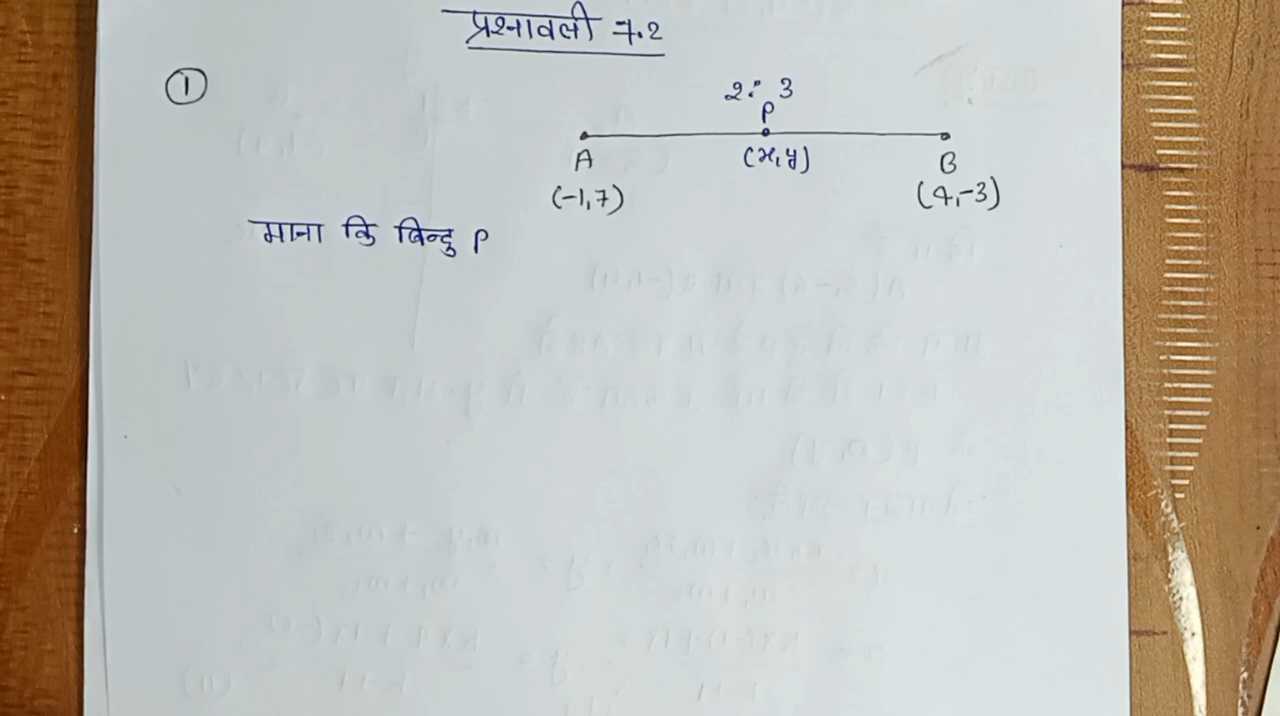 प्रश्नावली 7.2
①
2: 3
P
A (x,y) B
(-1,7) (4,-3)
माना कि बिन्दु P